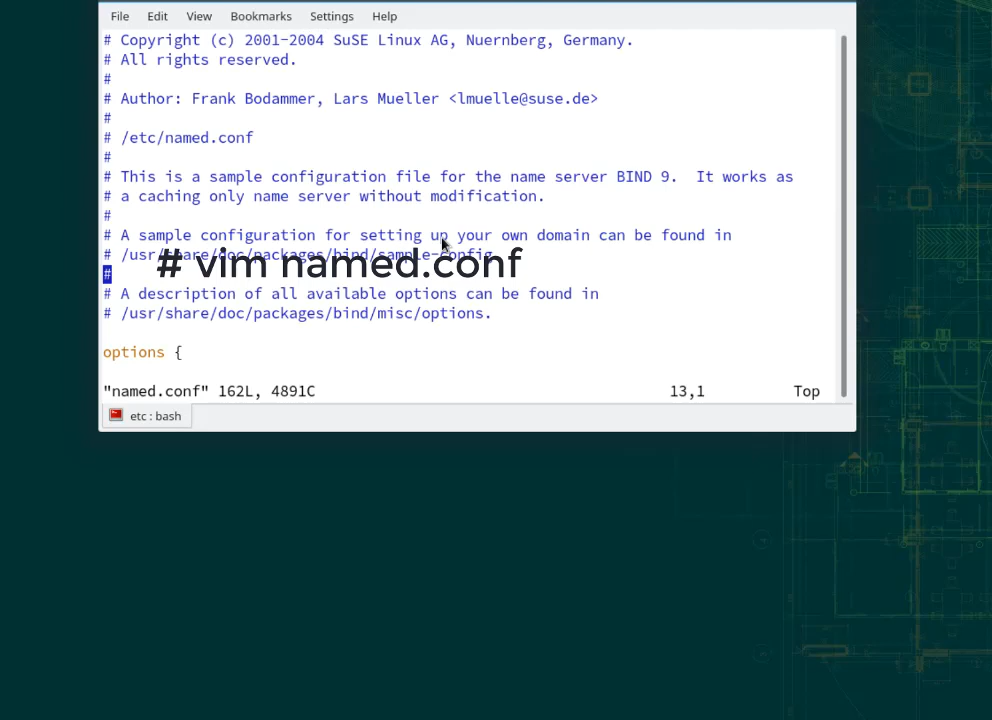 File Edit View Bookmarks Settings Help
# Copyright (c) 2001-2004 SuSE Linux AG, Nuernberg, Germany.
# All rights reserved.
#
# Author: Frank Bodammer, Lars Mueller <lmuelle@suse.de>
#
# /etc/named.conf
#
# This is a sample configuration file for the name server BIND 9.  It works as
# a caching only name server without modification.
#
# A sample configuration for setting up your own domain can be found in
# /usr/share/doc/packages/bind/sample-config.
# vim named.conf
#
# A description of all available options can be found in
# /usr/share/doc/packages/bind/misc/options.
options {
"named.conf" 162L, 4891C 13,1 Top
etc : bash